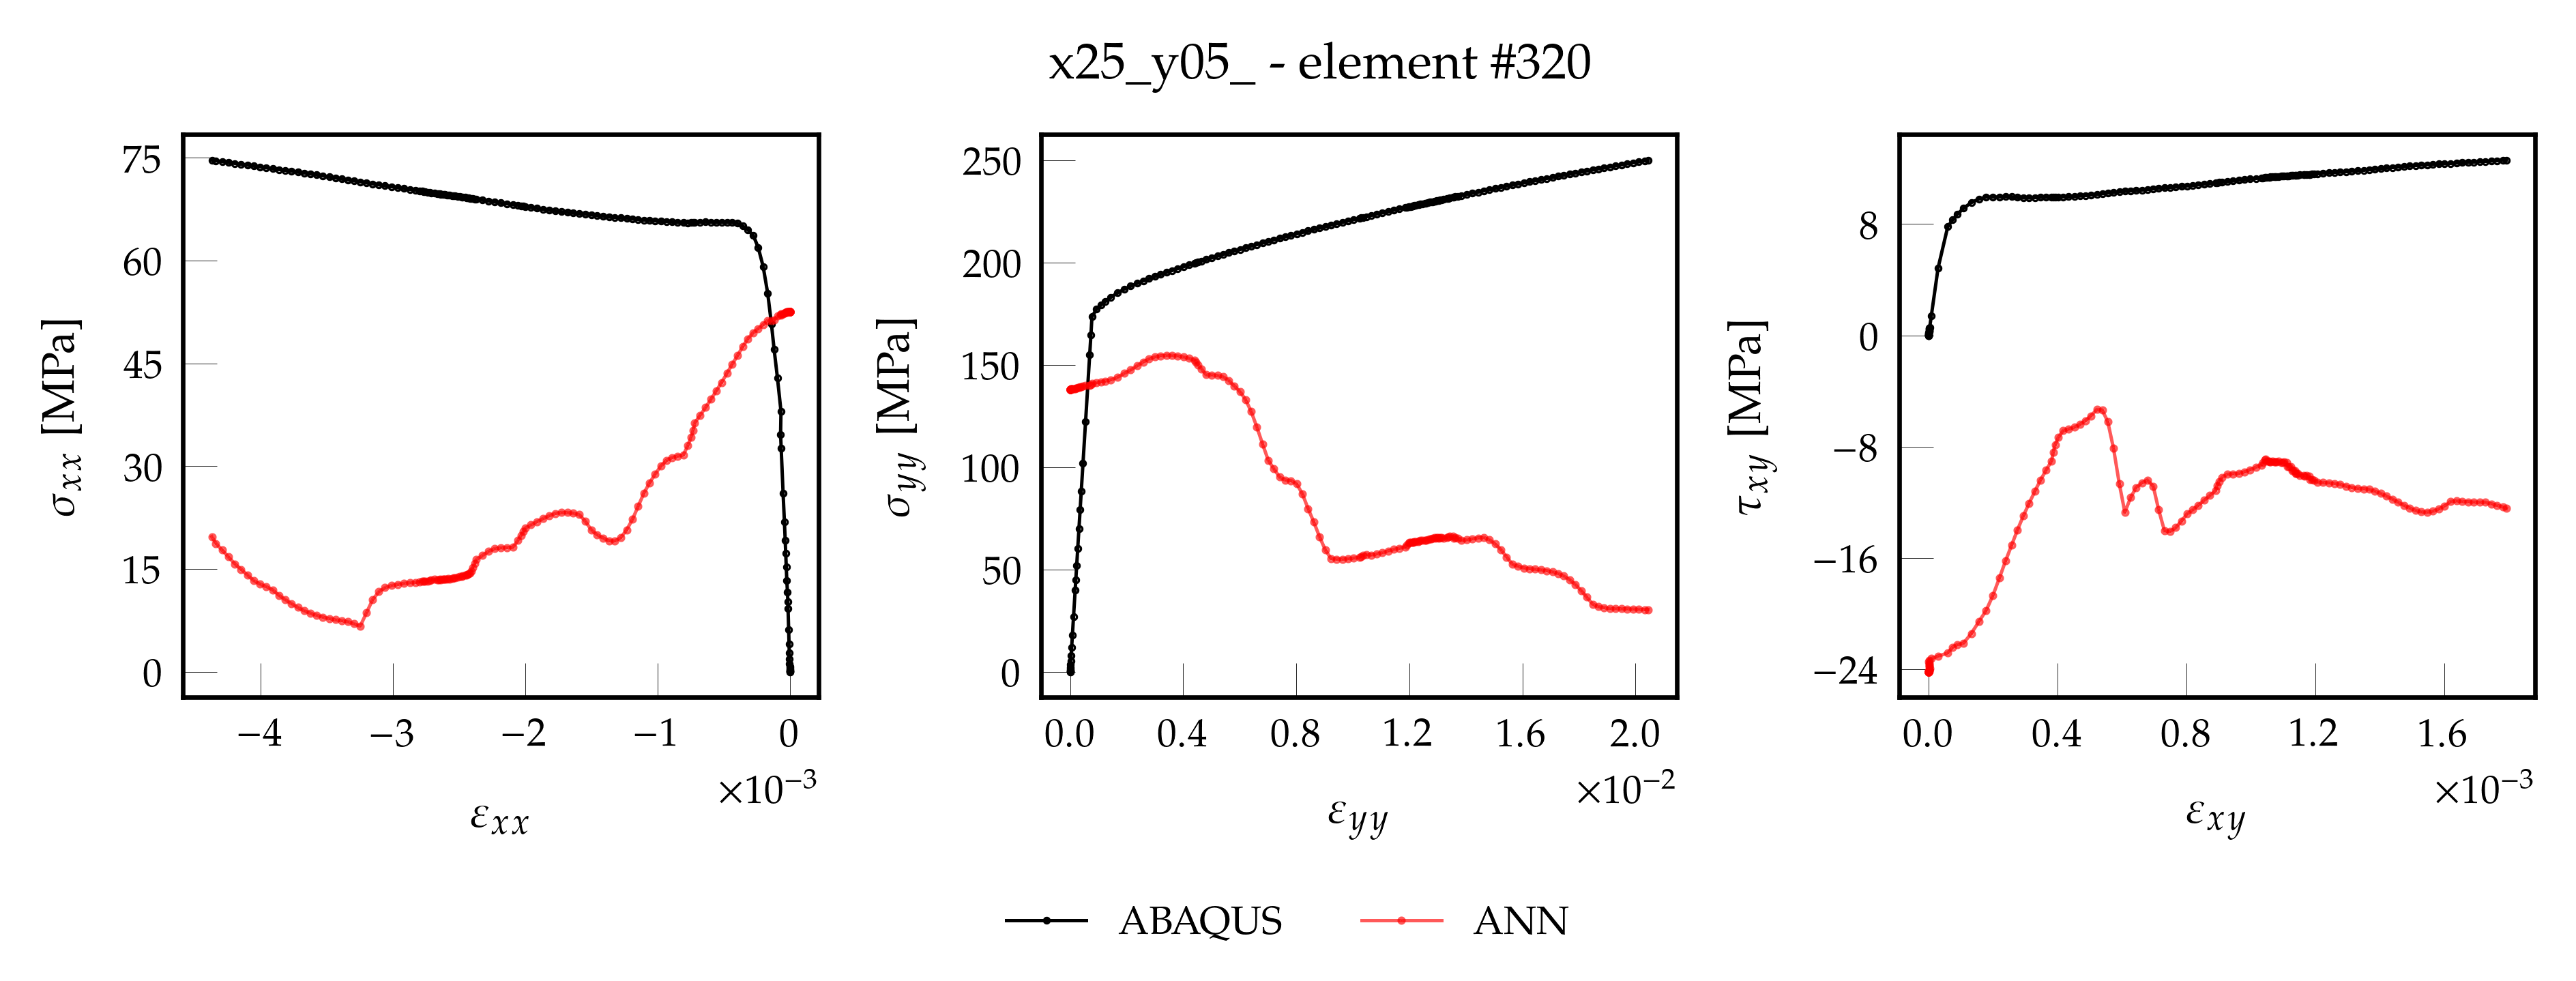 x25_y05_ - element #320
75
60
45
30
15
0
σxx [MPa]
−4 −3 −2 −1 0
×10−3
εxx
250
200
150
100
50
0
σyy [MPa]
0.0 0.4 0.8 1.2 1.6 2.0
×10−2
εyy
8
0
−8
−16
−24
τxy [MPa]
0.0 0.4 0.8 1.2 1.6
×10−3
εxy
ABAQUS ANN